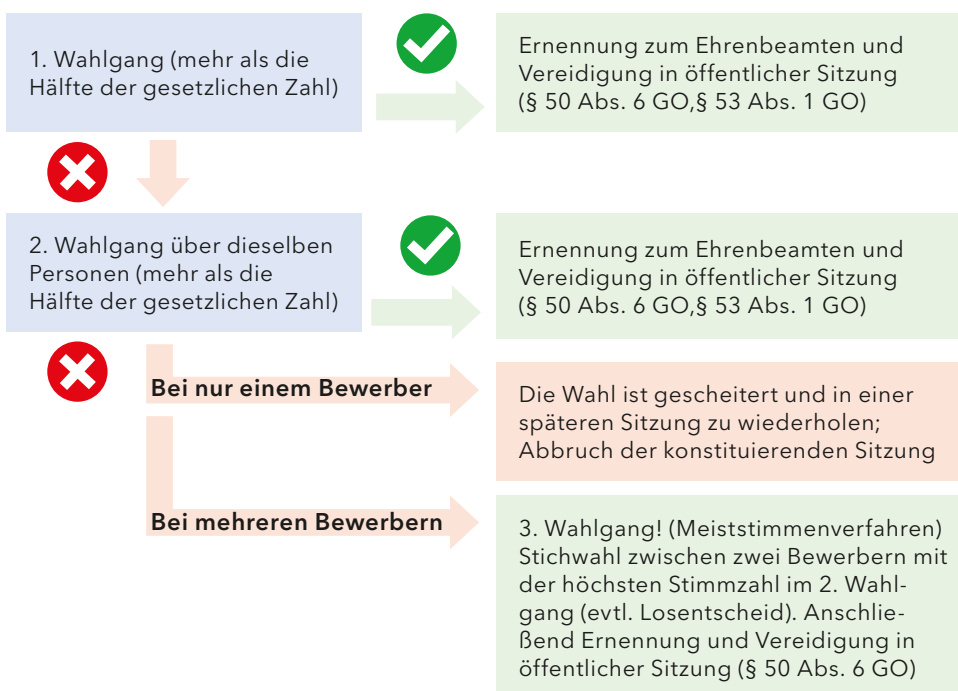 1. Wahlgang (mehr als die
Hälfte der gesetzlichen Zahl)
Ernennung zum Ehrenbeamten und
Vereidigung in öffentlicher Sitzung
(§ 50 Abs. 6 GO,§ 53 Abs. 1 GO)
2. Wahlgang über dieselben
Personen (mehr als die
Hälfte der gesetzlichen Zahl)
Ernennung zum Ehrenbeamten und
Vereidigung in öffentlicher Sitzung
(§ 50 Abs. 6 GO,§ 53 Abs. 1 GO)
Bei nur einem Bewerber
Die Wahl ist gescheitert und in einer
späteren Sitzung zu wiederholen;
Abbruch der konstituierenden Sitzung
Bei mehreren Bewerbern
3. Wahlgang! (Meiststimmenverfahren)
Stichwahl zwischen zwei Bewerbern mit
der höchsten Stimmzahl im 2. Wahl-
gang (evtl. Losentscheid). Anschlie-
ßend Ernennung und Vereidigung in
öffentlicher Sitzung (§ 50 Abs. 6 GO)